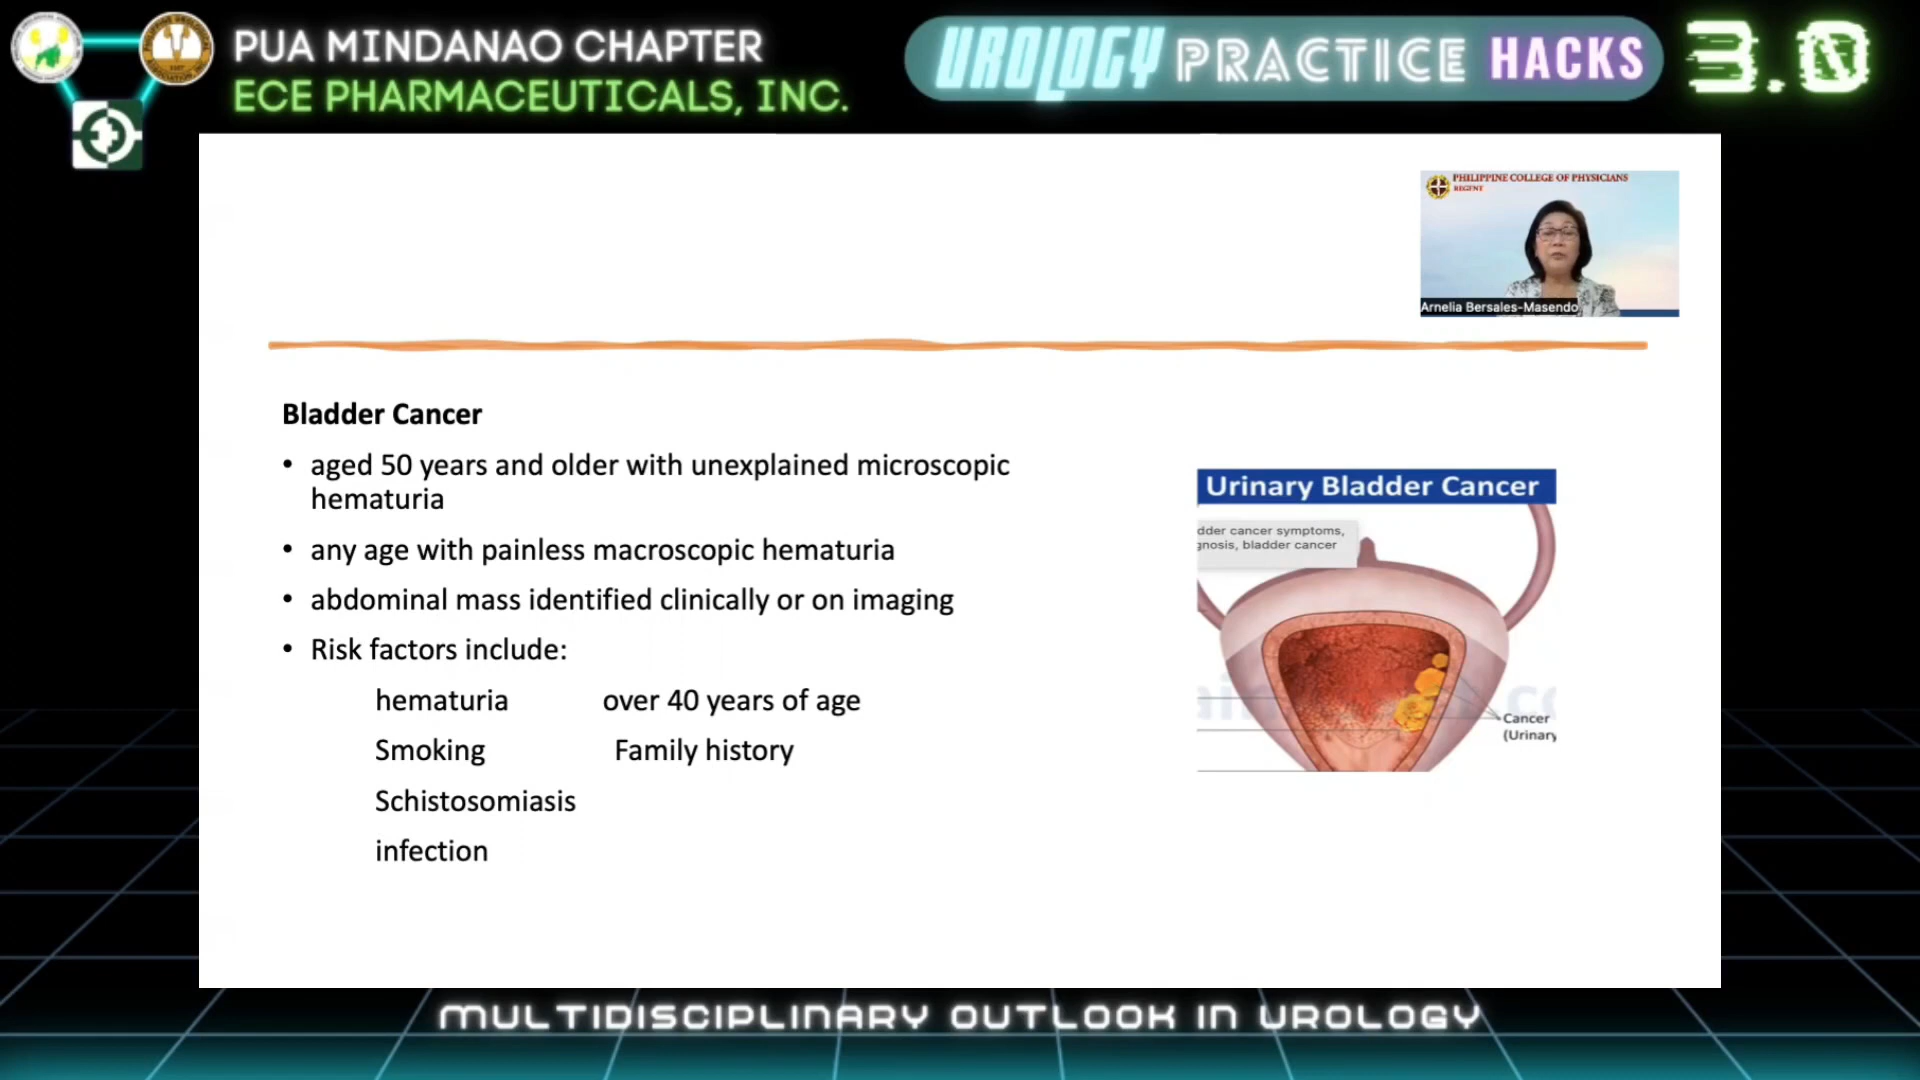 PUA MINDANAO CHAPTER
ECE PHARMACEUTICALS, INC.
UROLOGY PRACTICE HACKS 3.0
PHILIPPINE COLLEGE OF PHYSICIANS
REGENT
Arnelia Bersales-Masendo
Bladder Cancer
• aged 50 years and older with unexplained microscopic
hematuria
• any age with painless macroscopic hematuria
• abdominal mass identified clinically or on imaging
• Risk factors include:
hematuria over 40 years of age
Smoking Family history
Schistosomiasis
infection
Urinary Bladder Cancer
dder cancer symptoms,
gnosis, bladder cancer
Cancer
(Urinary
MULTIDISCIPLINARY OUTLOOK IN UROLOGY